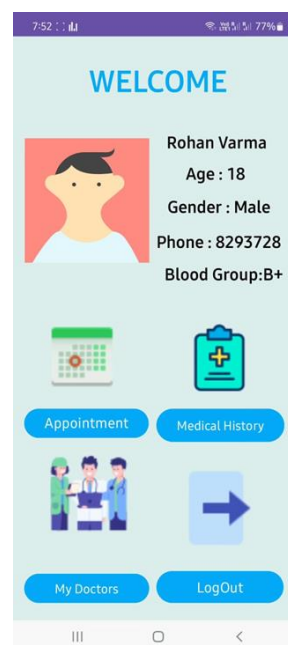 7:52
77%
WELCOME
Rohan Varma
Age : 18
Gender : Male
Phone : 8293728
Blood Group:B+
Appointment
Medical History
My Doctors
LogOut